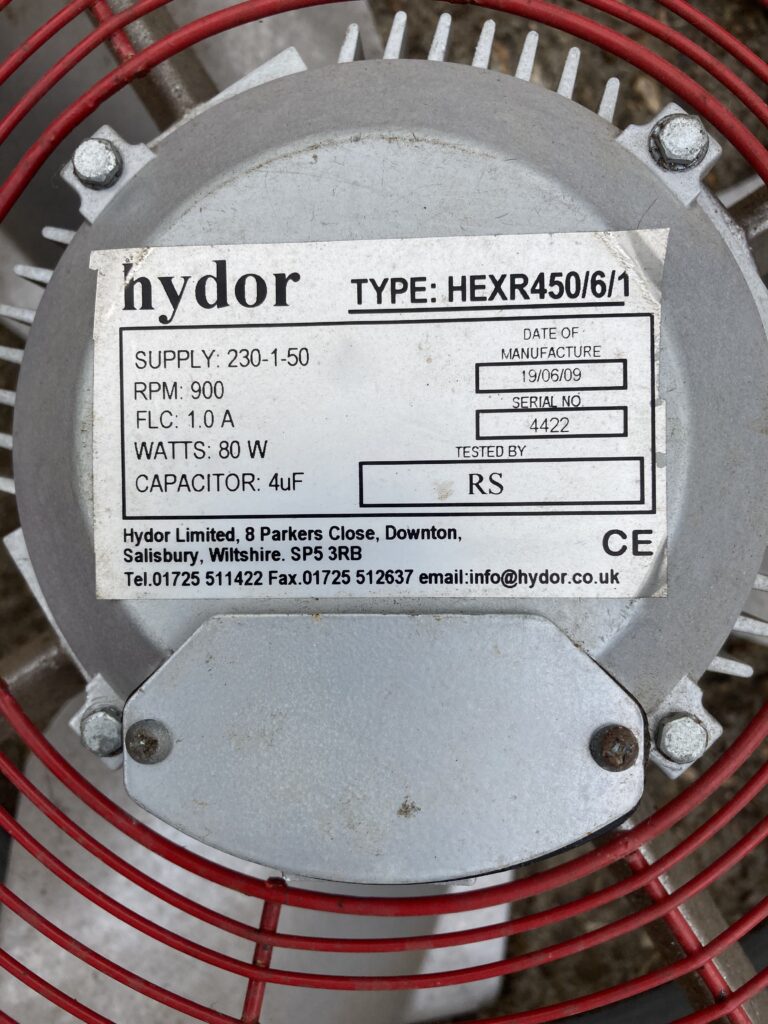 hydor TYPE: HEXR450/6/1
SUPPLY: 230-1-50
RPM: 900
FLC: 1.0 A
WATTS: 80 W
CAPACITOR: 4uF
DATE OF
MANUFACTURE
19/06/09
SERIAL NO.
4422
TESTED BY
RS
Hydor Limited, 8 Parkers Close, Downton,
Salisbury, Wiltshire. SP5 3RB
CE
Tel.01725 511422 Fax.01725 512637 email:info@hydor.co.uk